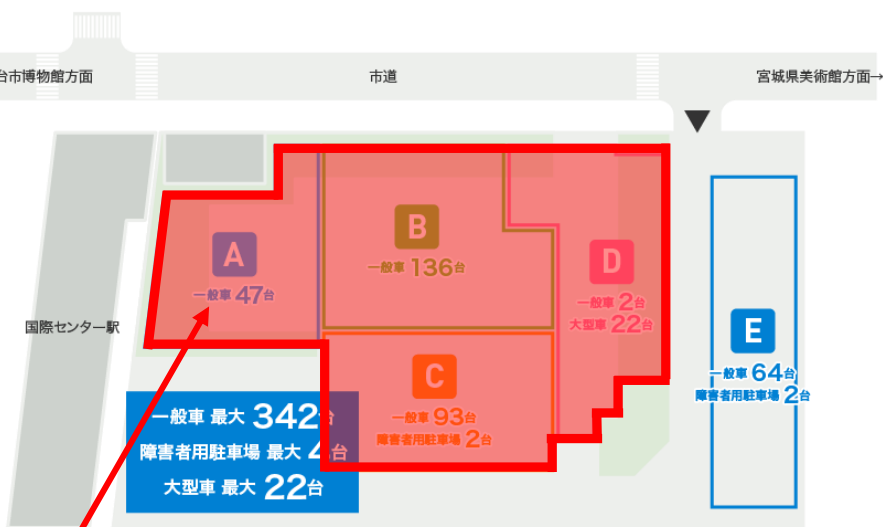 台市博物館方面
市道
宮城県美術館方面→
A
一般車 47台
B
一般車 136台
D
一般車 2台
大型車 22台
国際センター駅
E
一般車 64台
障害者用駐車場 2台
C
一般車 93台
障害者用駐車場 2台
一般車 最大 342台
障害者用駐車場 最大 4台
大型車 最大 22台